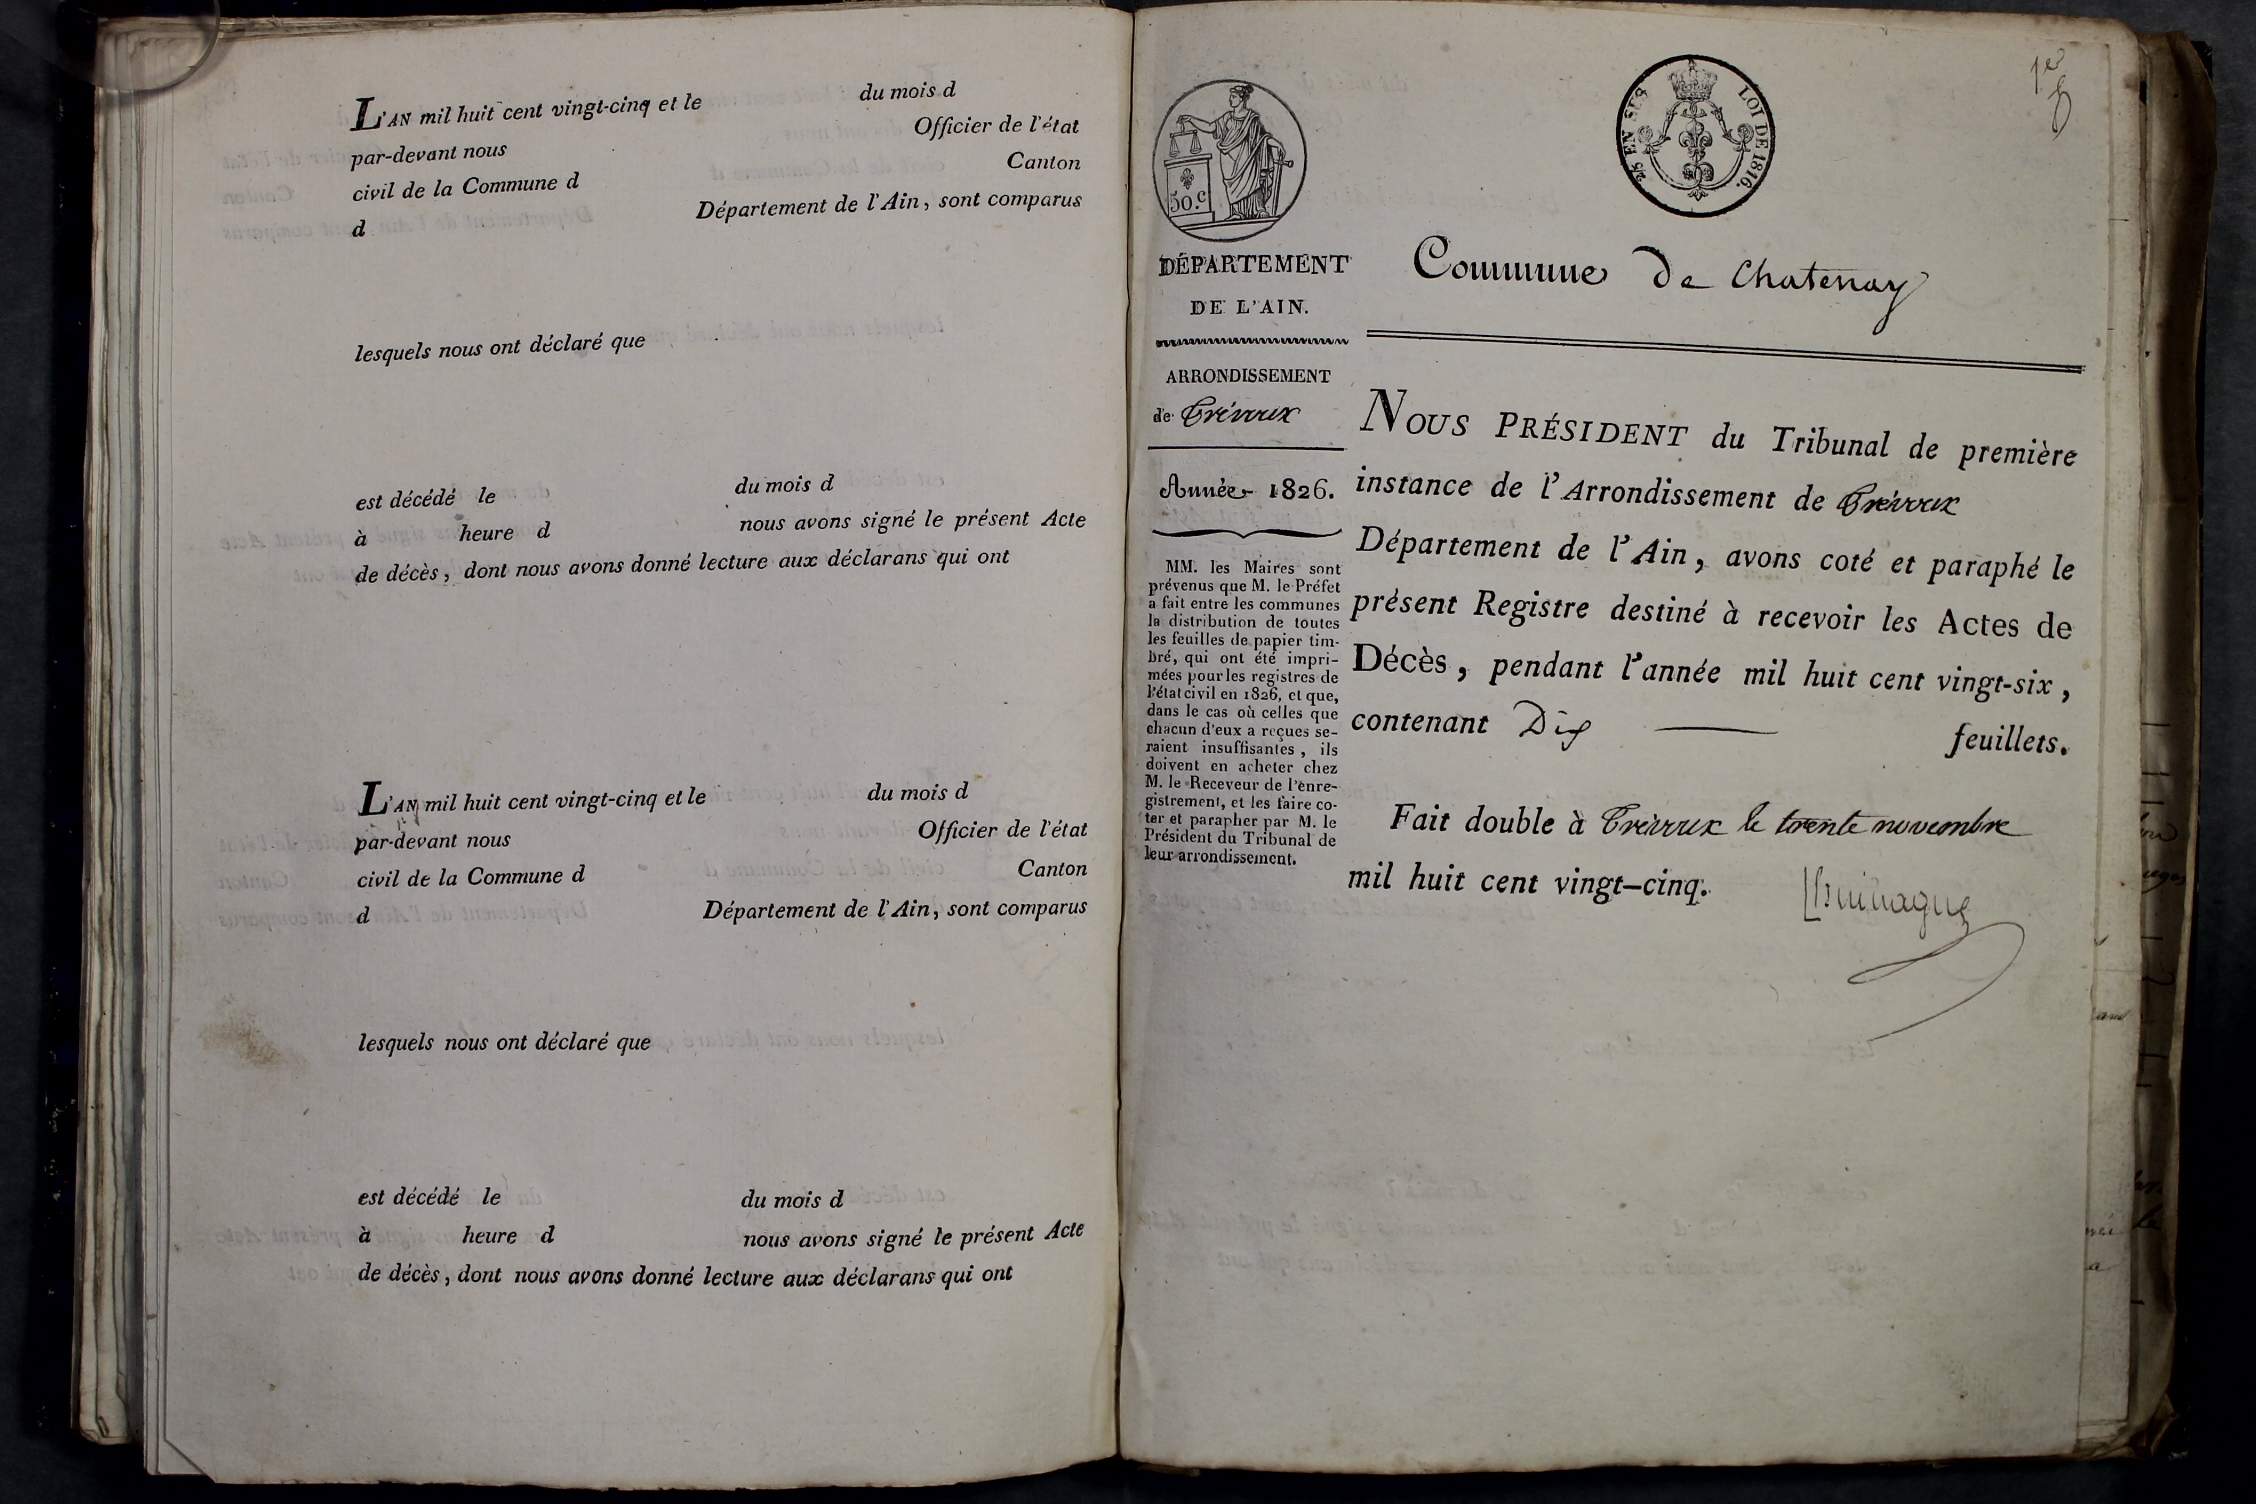 L'AN mil huit cent vingt-cinq et le du mois d
par-devant nous Officier de l'état
civil de la Commune d Canton
d Département de l'Ain, sont comparus
lesquels nous ont déclaré que
est décédé le du mois d
à heure d nous avons signé le présent Acte
de décès, dont nous avons donné lecture aux déclarans qui ont
L'AN mil huit cent vingt-cinq et le du mois d
par-devant nous Officier de l'état
civil de la Commune d Canton
d Département de l'Ain, sont comparus
lesquels nous ont déclaré que
est décédé le du mois d
à heure d nous avons signé le présent Acte
de décès, dont nous avons donné lecture aux déclarans qui ont
1er
50.c
EN SUS
LOI DE 1816.
DÉPARTEMENT
DE L'AIN.
Commune de Chatenay
ARRONDISSEMENT
de Trévoux
Année 1826.
MM. les Maires sont
prévenus que M. le Préfet
a fait entre les communes
la distribution de toutes
les feuilles de papier tim-
bré, qui ont été impri-
mées pour les registres de
l'état civil en 1826, et que,
dans le cas où celles que
chacun d'eux a reçues se-
raient insuffisantes, ils
doivent en acheter chez
M. le Receveur de l'enre-
gistrement, et les faire co-
ter et parapher par M. le
Président du Tribunal de
leur arrondissement.
NOUS PRÉSIDENT du Tribunal de première
instance de l'Arrondissement de Trévoux
Département de l'Ain, avons coté et paraphé le
présent Registre destiné à recevoir les Actes de
Décès, pendant l'année mil huit cent vingt-six,
contenant Dix feuillets.
Fait double à Trévoux le trente novembre
mil huit cent vingt-cinq.